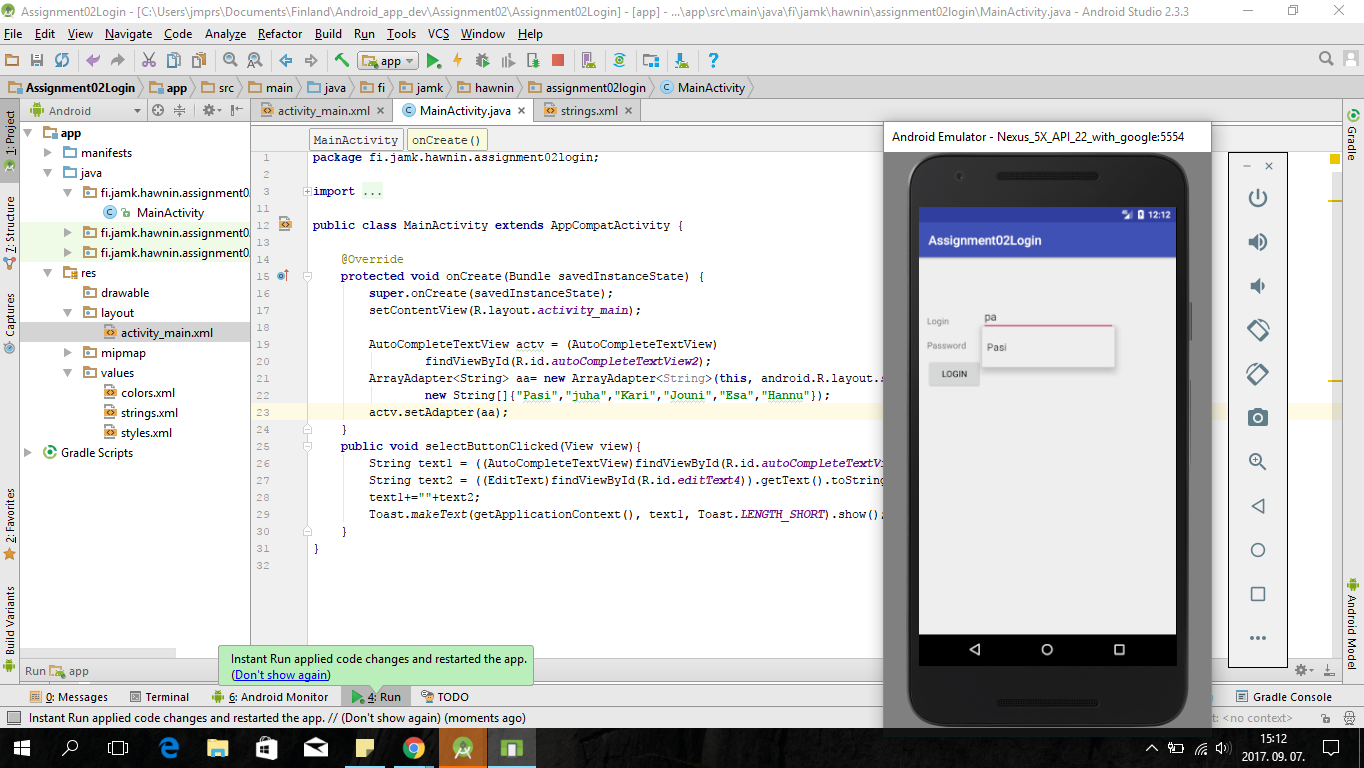 Assignment02Login - [C:\Users\jmprs\Documents\Finland\Android_app_dev\Assignment02\Assignment02Login] - [app] - ...\app\src\main\java\fi\jamk\hawnin\assignment02login\MainActivity.java - Android Studio 2.3.3
File Edit View Navigate Code Analyze Refactor Build Run Tools VCS Window Help
app
Assignment02Login app src main java fi jamk hawnin assignment02login MainActivity
Android
activity_main.xml MainActivity.java strings.xml
1: Project
7: Structure
Captures
2: Favorites
Build Variants
app
manifests
java
fi.jamk.hawnin.assignment0
MainActivity
fi.jamk.hawnin.assignment0
fi.jamk.hawnin.assignment0
res
drawable
layout
activity_main.xml
mipmap
values
colors.xml
strings.xml
styles.xml
Gradle Scripts
MainActivity onCreate()
1 package fi.jamk.hawnin.assignment02login;
2
3 import ...
11
12 public class MainActivity extends AppCompatActivity {
13
14 @Override
15 protected void onCreate(Bundle savedInstanceState) {
16 super.onCreate(savedInstanceState);
17 setContentView(R.layout.activity_main);
18
19 AutoCompleteTextView actv = (AutoCompleteTextView)
20 findViewById(R.id.autoCompleteTextView2);
21 ArrayAdapter<String> aa= new ArrayAdapter<String>(this, android.R.layout.s
22 new String[]{"Pasi","juha","Kari","Jouni","Esa","Hannu"});
23 actv.setAdapter(aa);
24 }
25 public void selectButtonClicked(View view){
26 String text1 = ((AutoCompleteTextView)findViewById(R.id.autoCompleteTextVi
27 String text2 = ((EditText)findViewById(R.id.editText4)).getText().toString
28 text1+=""+text2;
29 Toast.makeText(getApplicationContext(), text1, Toast.LENGTH_SHORT).show();
30 }
31 }
32
Android Emulator - Nexus_5X_API_22_with_google:5554
12:12
Assignment02Login
Login pa
Password Pasi
LOGIN
Gradle
Android Model
Run app
Instant Run applied code changes and restarted the app.
(Don't show again)
0: Messages Terminal 6: Android Monitor 4: Run TODO Gradle Console
Instant Run applied code changes and restarted the app. // (Don't show again) (moments ago) t: <no context>
15:12
2017. 09. 07.